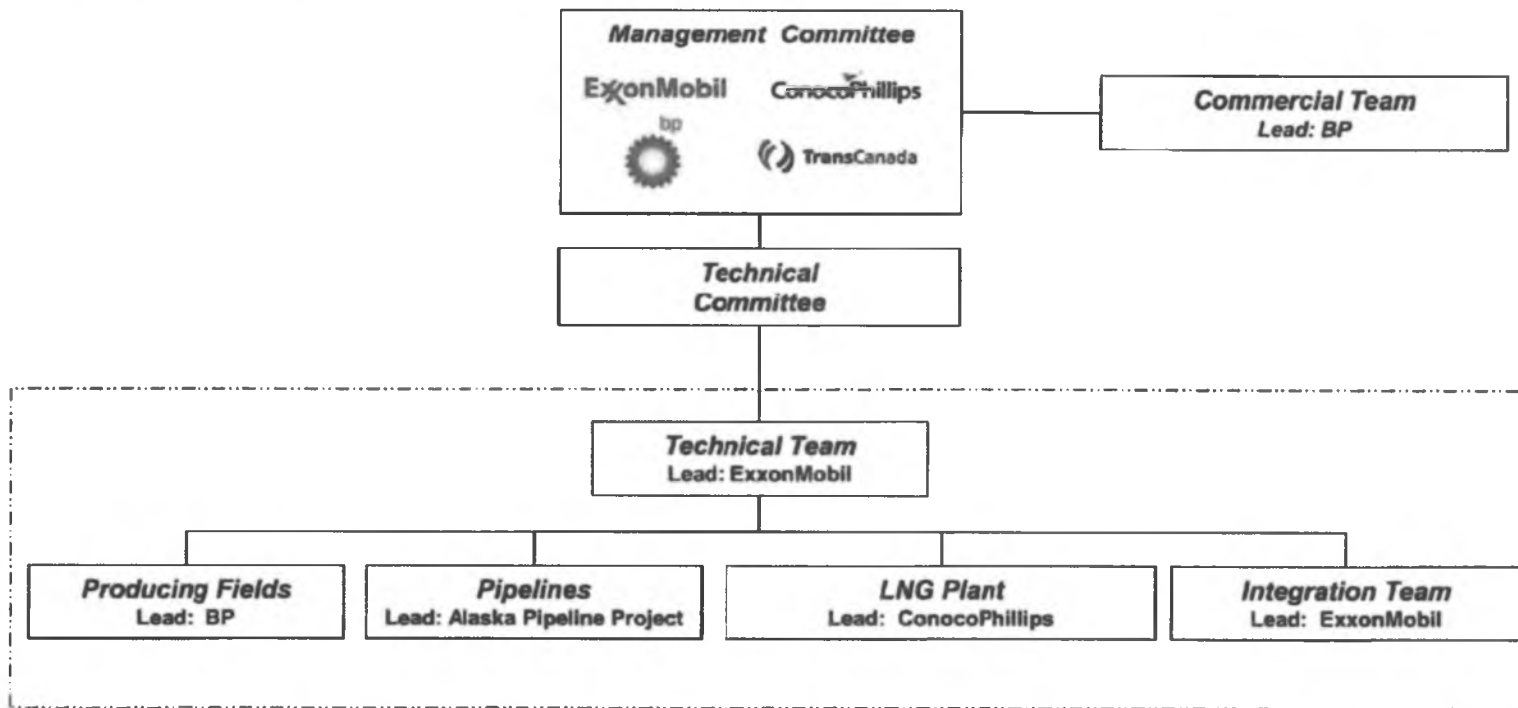 Management Committee
ExxonMobil
ConocoPhillips
bp
TransCanada
Commercial Team
Lead: BP
Technical
Committee
Technical Team
Lead: ExxonMobil
Producing Fields
Lead: BP
Pipelines
Lead: Alaska Pipeline Project
LNG Plant
Lead: ConocoPhillips
Integration Team
Lead: ExxonMobil